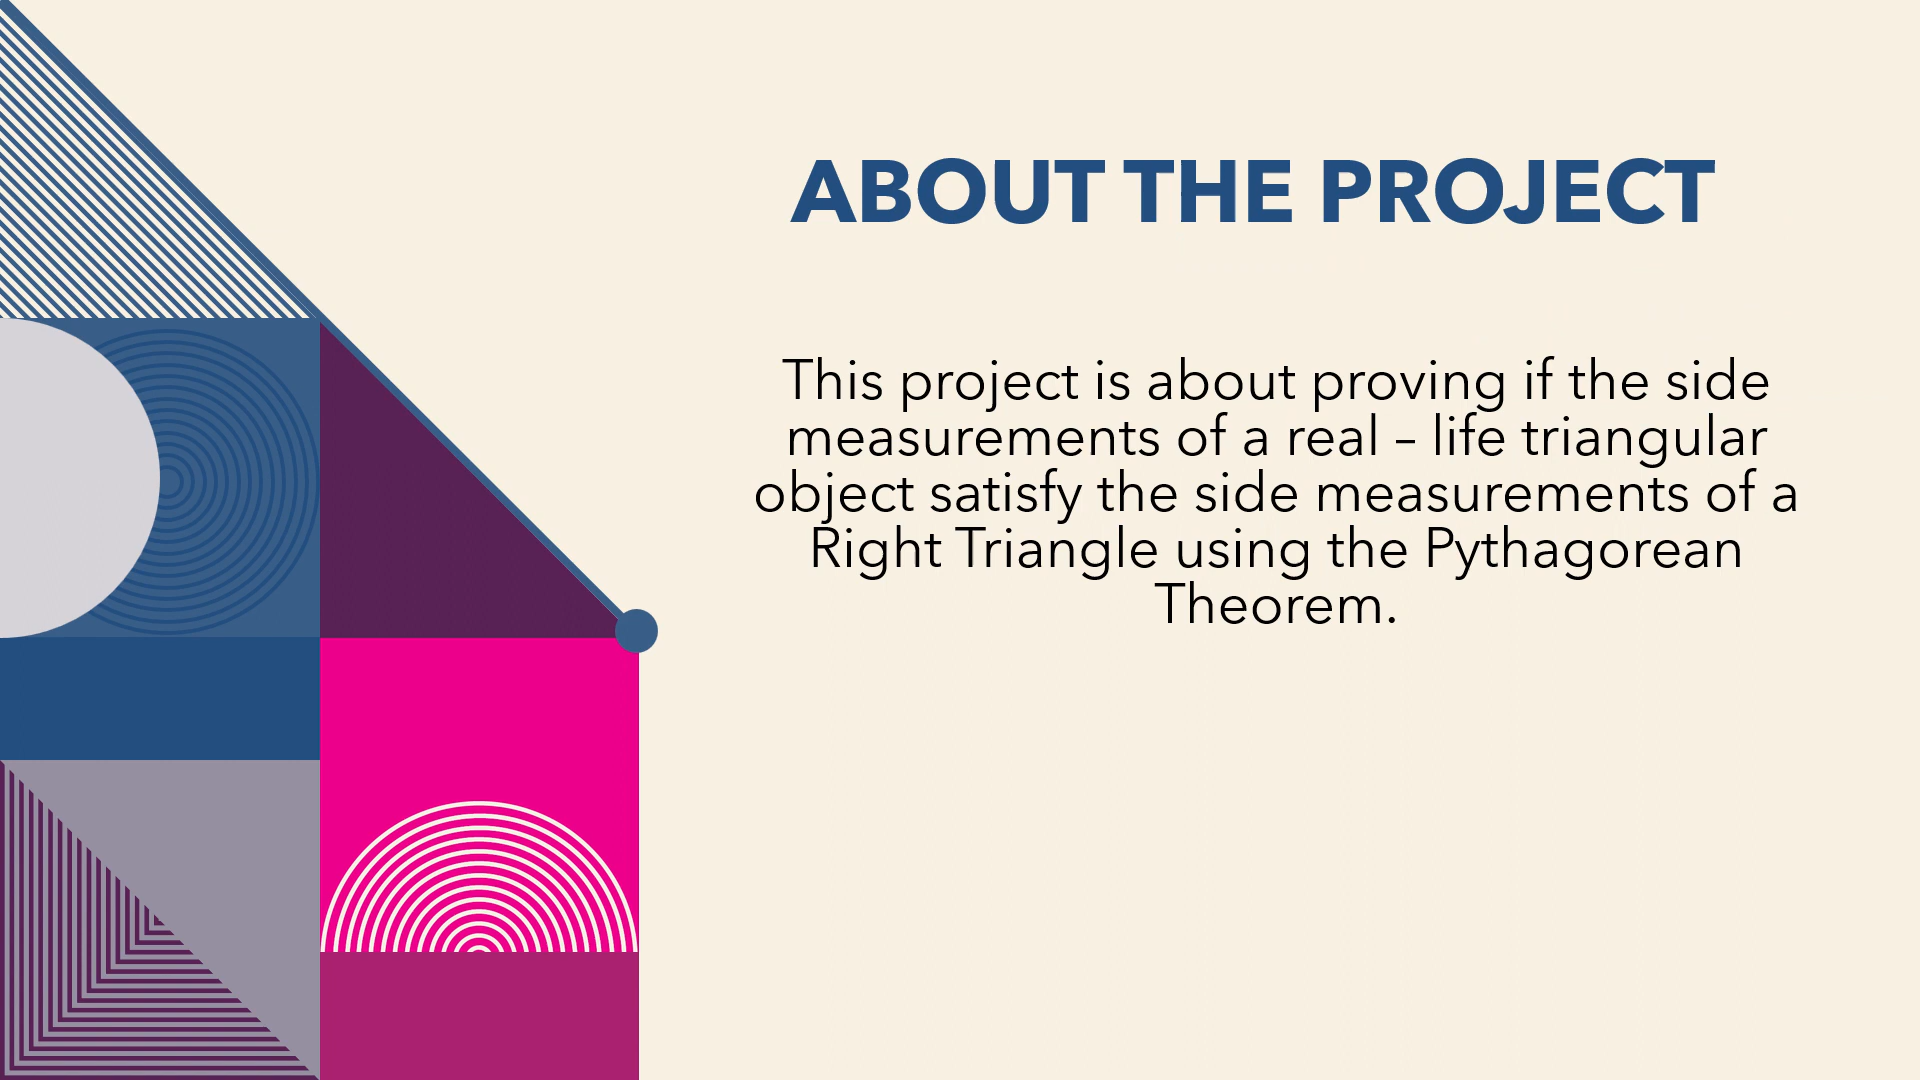 ABOUT THE PROJECT
This project is about proving if the side
measurements of a real – life triangular
object satisfy the side measurements of a
Right Triangle using the Pythagorean
Theorem.